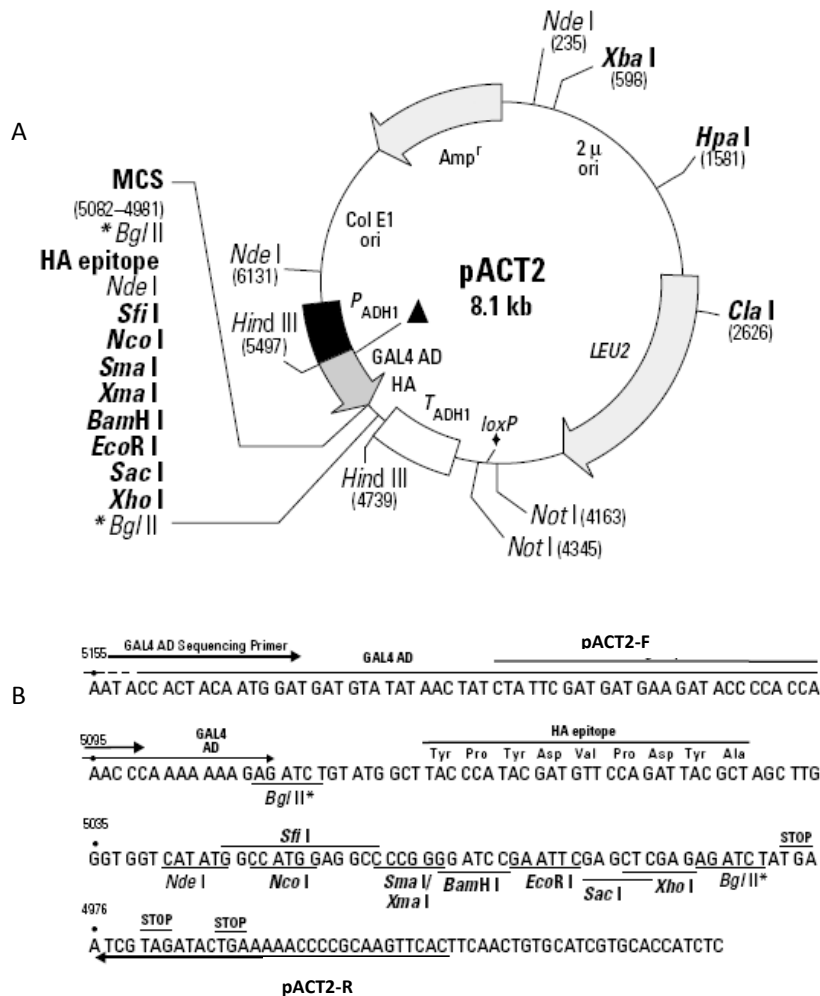 A
Nde I
(235)
Xba I
(598)
Hpa I
(1581)
2 µ
ori
Amp r
Col E1
ori
pACT2
8.1 kb
Cla I
(2626)
LEU2
MCS
(5082–4981)
* Bgl II
HA epitope
Nde I
Sfi I
Nco I
Sma I
Xma I
BamH I
EcoR I
Sac I
Xho I
* Bgl II
Nde I
(6131)
P ADH1
Hind III
(5497)
GAL4 AD
HA
T ADH1
loxP
Hind III
(4739)
Not I (4163)
Not I (4345)
B
5155 GAL4 AD Sequencing Primer GAL4 AD pACT2-F
AATA CC ACT ACA ATG GAT GAT GTA TAT AAC TAT CTA TTC GAT GAT GAA GAT ACC CCA CCA
5095 GAL4
AD
HA epitope
Tyr Pro Tyr Asp Val Pro Asp Tyr Ala
AAC CCA AAA AAA GAG ATC TGT ATG GCT TAC CCA TAC GAT GTT CCA GAT TAC GCT AGC TTG
Bgl II*
5035
Sfi I
STOP
GGT GGT CAT ATG GCC ATG GAG GCC CCG GGG ATC CGA ATT CGA GCT CGA GAG ATC TAT GA
Nde I Nco I Sma I/ BamH I EcoR I Sac I Xho I Bgl II*
Xma I
4976
STOP STOP
A TCG TAGATACTGAAAAACCCCGCAAGTTCACTTCAACTGTGCATCGTGCACCATCTC
pACT2-R